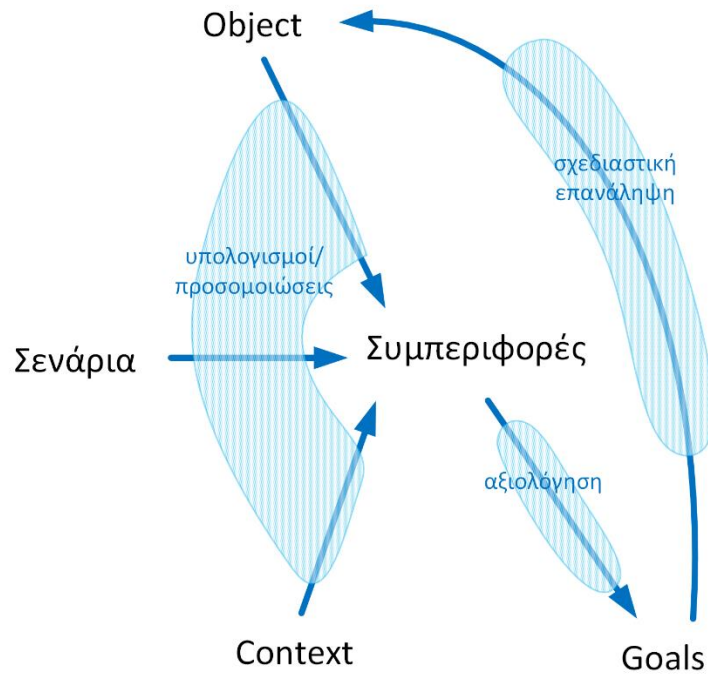 Object
σχεδιαστική
επανάληψη
υπολογισμοί/
προσομοιώσεις
Σενάρια
Συμπεριφορές
αξιολόγηση
Context
Goals